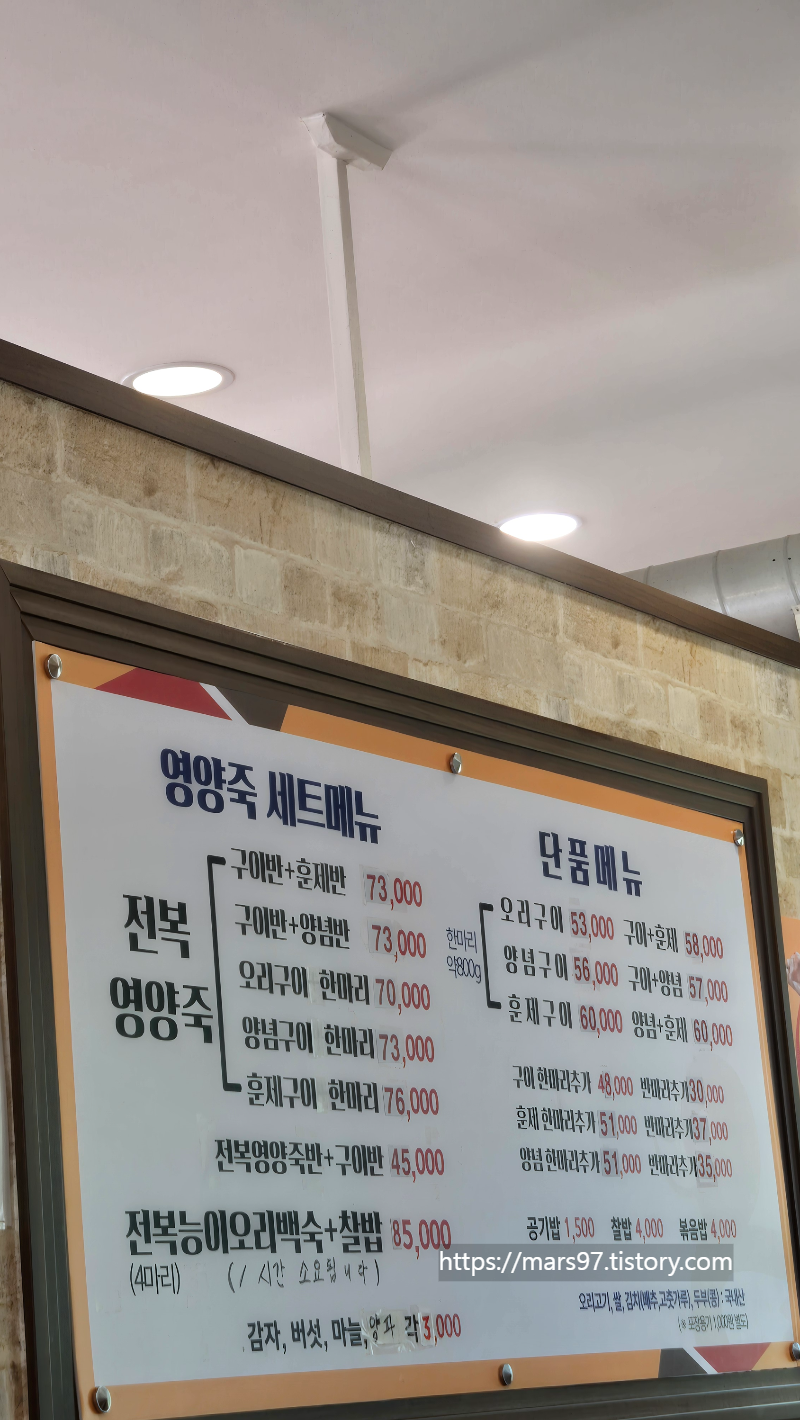 영양죽 세트메뉴
전복
영양죽
구이반+훈제반 73,000
구이반+양념반 73,000
오리구이 한마리 70,000
양념구이 한마리 73,000
훈제구이 한마리 76,000
전복영양죽반+구이반 45,000
전복능이오리백숙+찰밥 85,000
(4마리) (1시간 소요됩니다)
감자, 버섯, 마늘, 양파 각 3,000
단품메뉴
한마리
약800g
오리구이 53,000 구이+훈제 58,000
양념구이 56,000 구이+양념 57,000
훈제구이 60,000 양념+훈제 60,000
구이 한마리추가 48,000 반마리추가 30,000
훈제 한마리추가 51,000 반마리추가 37,000
양념 한마리추가 51,000 반마리추가 35,000
공기밥 1,500 찰밥 4,000 볶음밥 4,000
https://mars97.tistory.com
오리고기, 쌀, 김치(배추,고춧가루), 두부(콩) : 국내산
(※ 포장용기 1,000원 별도)